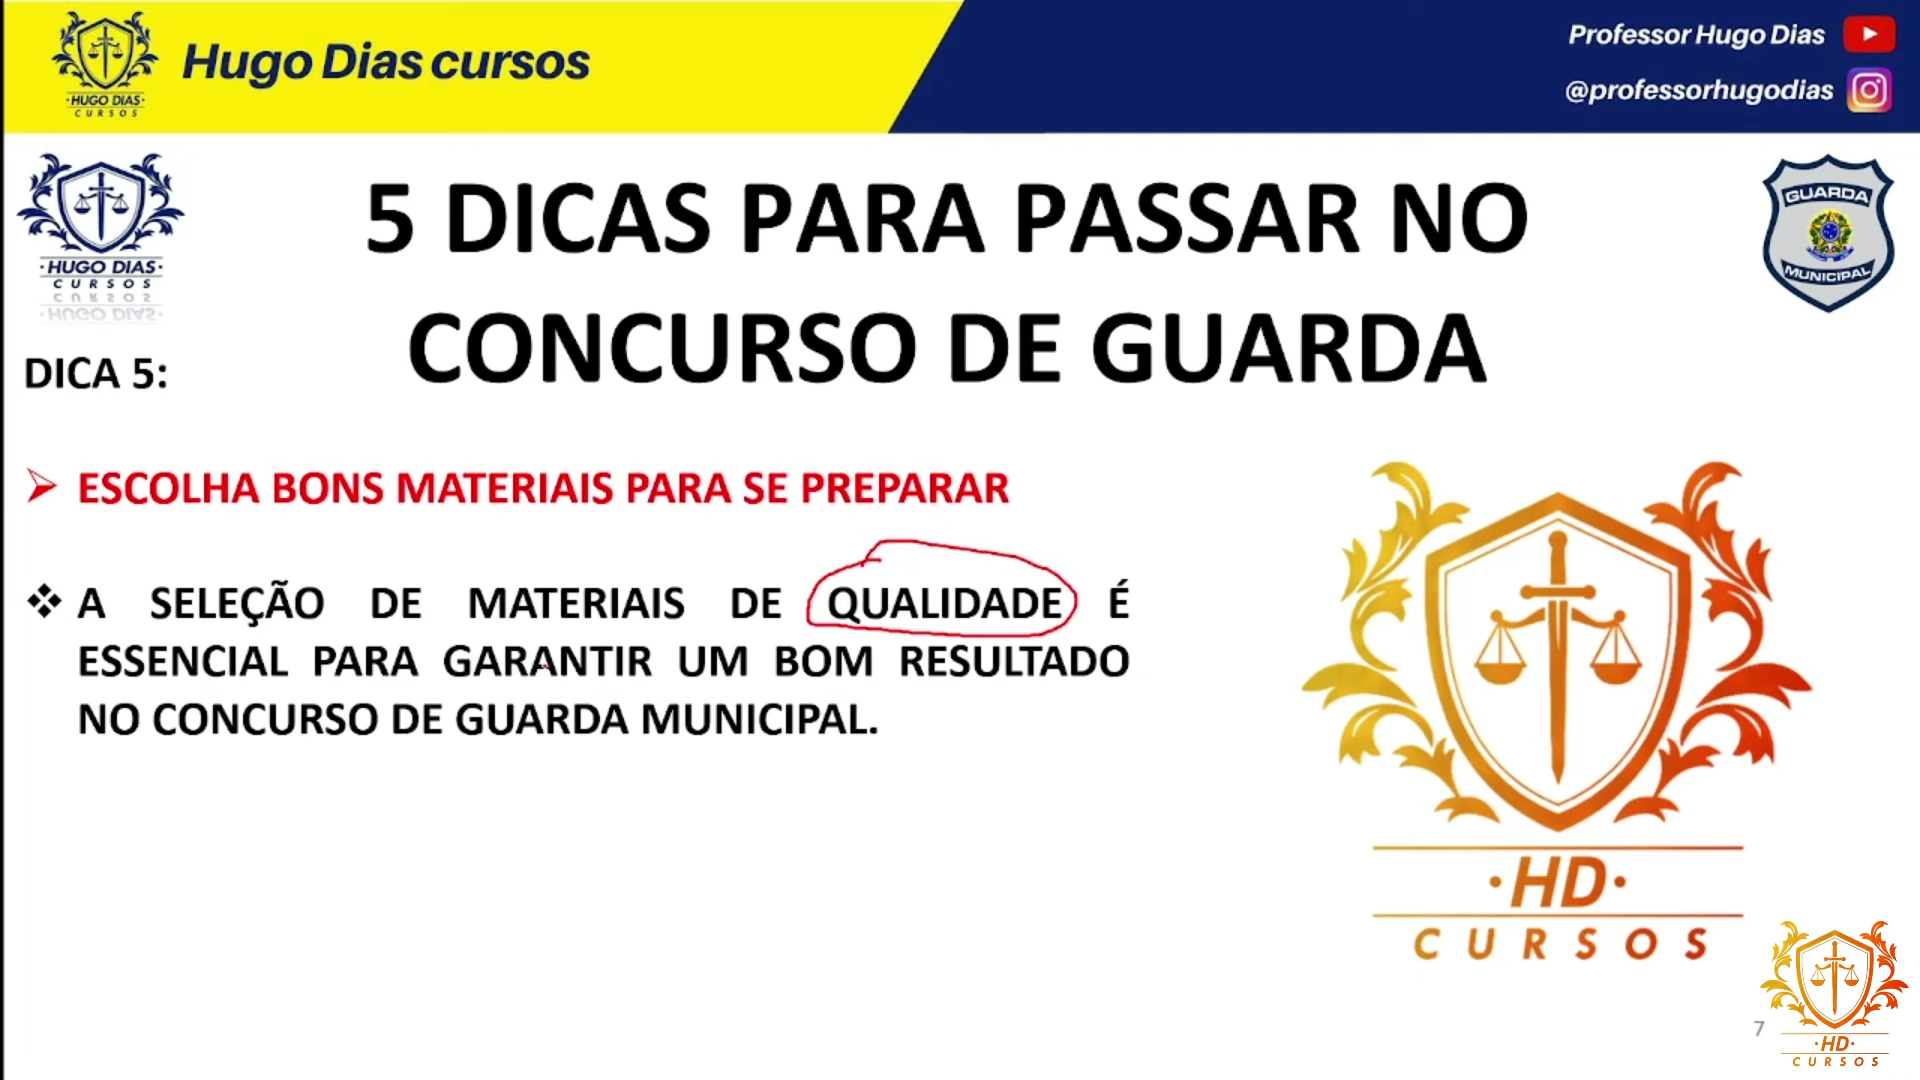 Hugo Dias cursos
·HUGO DIAS·
CURSOS
Professor Hugo Dias
@professorhugodias
·HUGO DIAS·
CURSOS
GUARDA
MUNICIPAL
5 DICAS PARA PASSAR NO
CONCURSO DE GUARDA
DICA 5:
ESCOLHA BONS MATERIAIS PARA SE PREPARAR
A SELEÇÃO DE MATERIAIS DE QUALIDADE É
ESSENCIAL PARA GARANTIR UM BOM RESULTADO
NO CONCURSO DE GUARDA MUNICIPAL.
·HD·
CURSOS
7
·HD·
CURSOS